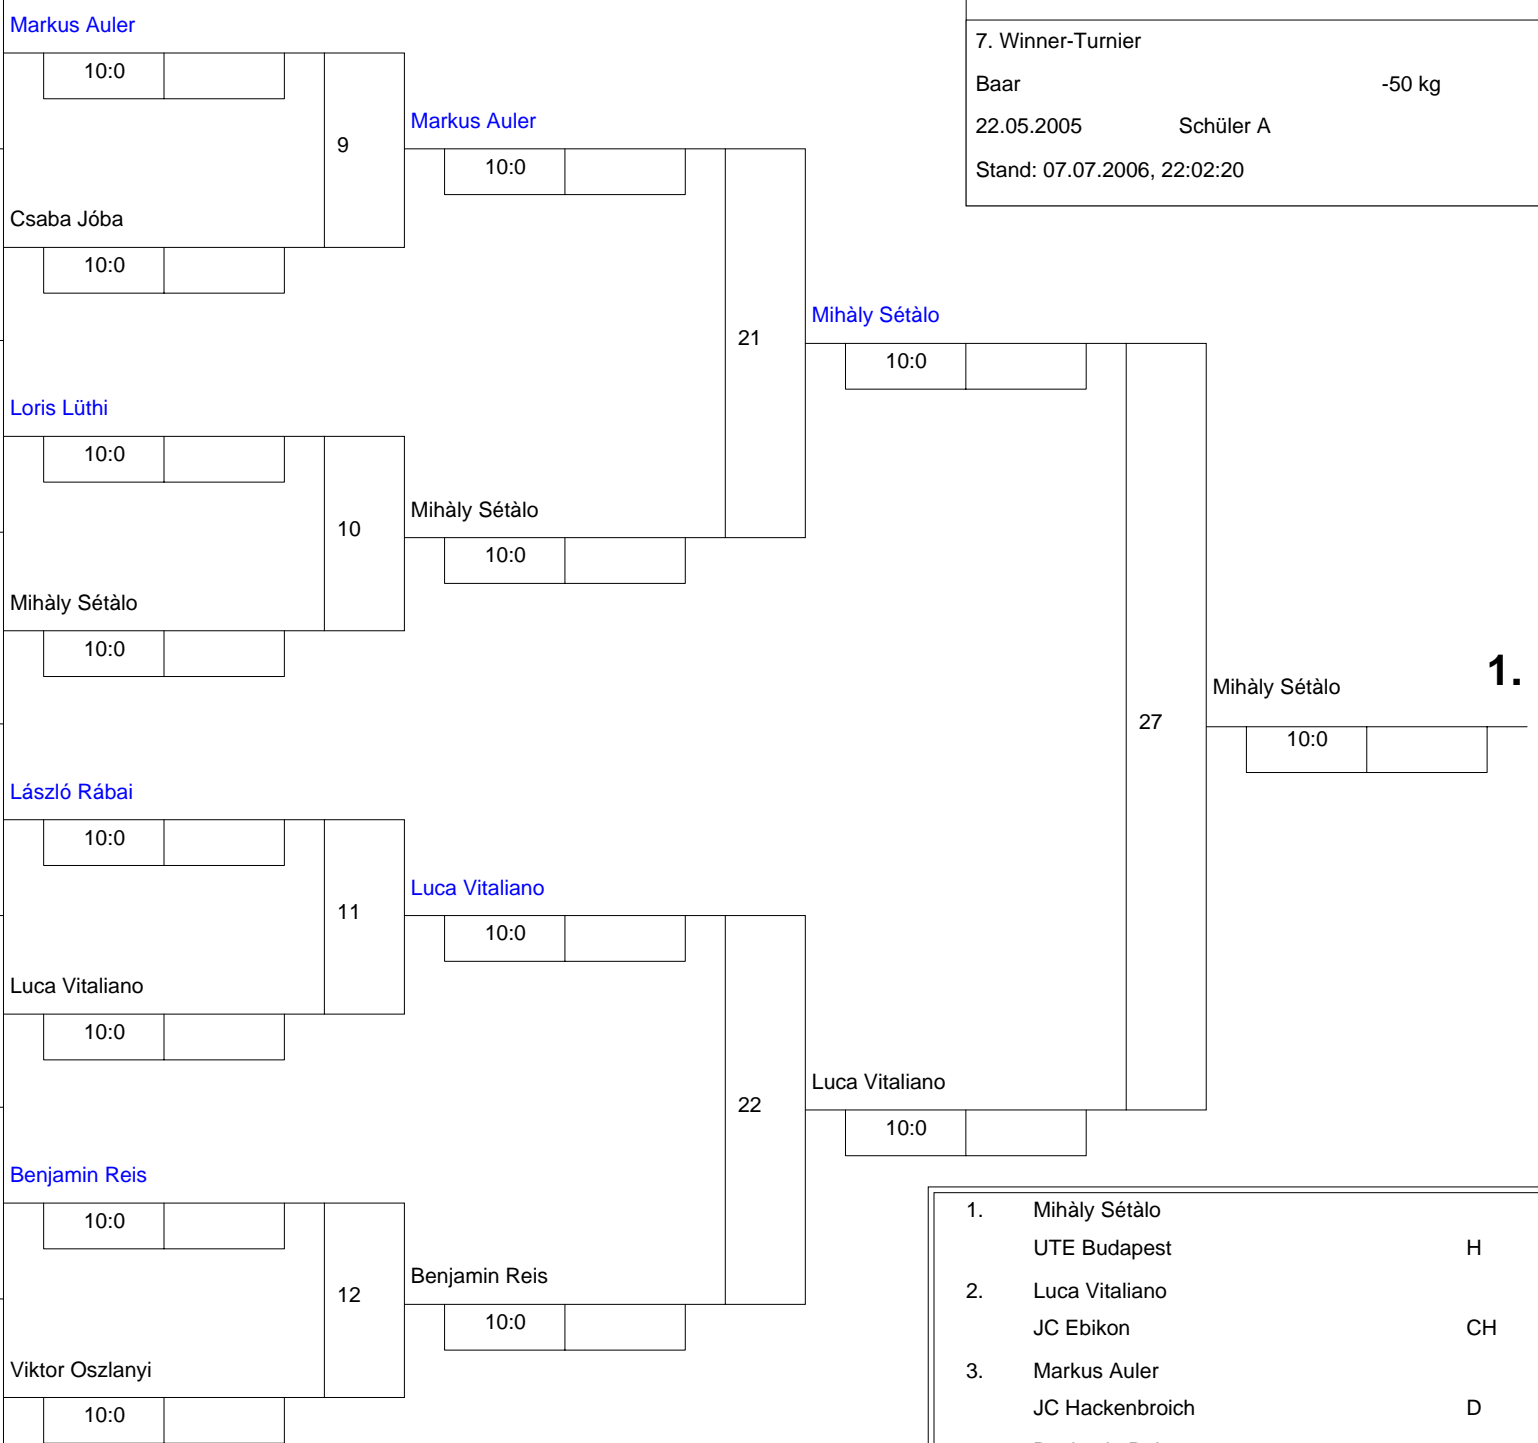 Markus Auler
10:0
9
Csaba Jóba
10:0
Loris Lüthi
10:0
10
Mihàly Sétàlo
10:0
László Rábai
10:0
11
Luca Vitaliano
10:0
Benjamin Reis
10:0
12
Viktor Oszlanyi
10:0
Markus Auler
10:0
21
Mihàly Sétàlo
10:0
Luca Vitaliano
10:0
22
Benjamin Reis
10:0
Mihàly Sétàlo
10:0
27
Luca Vitaliano
10:0
Mihàly Sétàlo 1.
10:0
7. Winner-Turnier
Baar -50 kg
22.05.2005 Schüler A
Stand: 07.07.2006, 22:02:20
1. Mihàly Sétàlo
UTE Budapest H
2. Luca Vitaliano
JC Ebikon CH
3. Markus Auler
JC Hackenbroich D